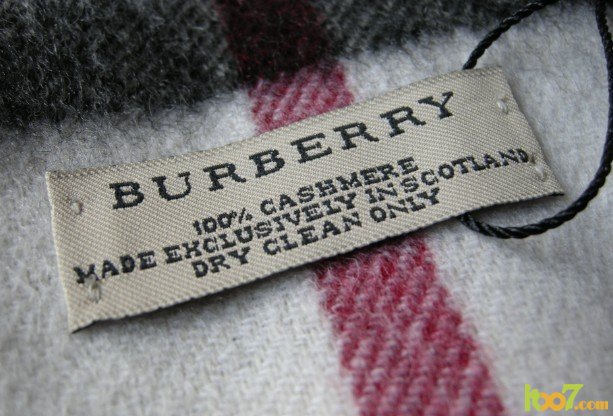 BURBERRY
100% CASHMERE
MADE EXCLUSIVELY IN SCOTLAND
DRY CLEAN ONLY